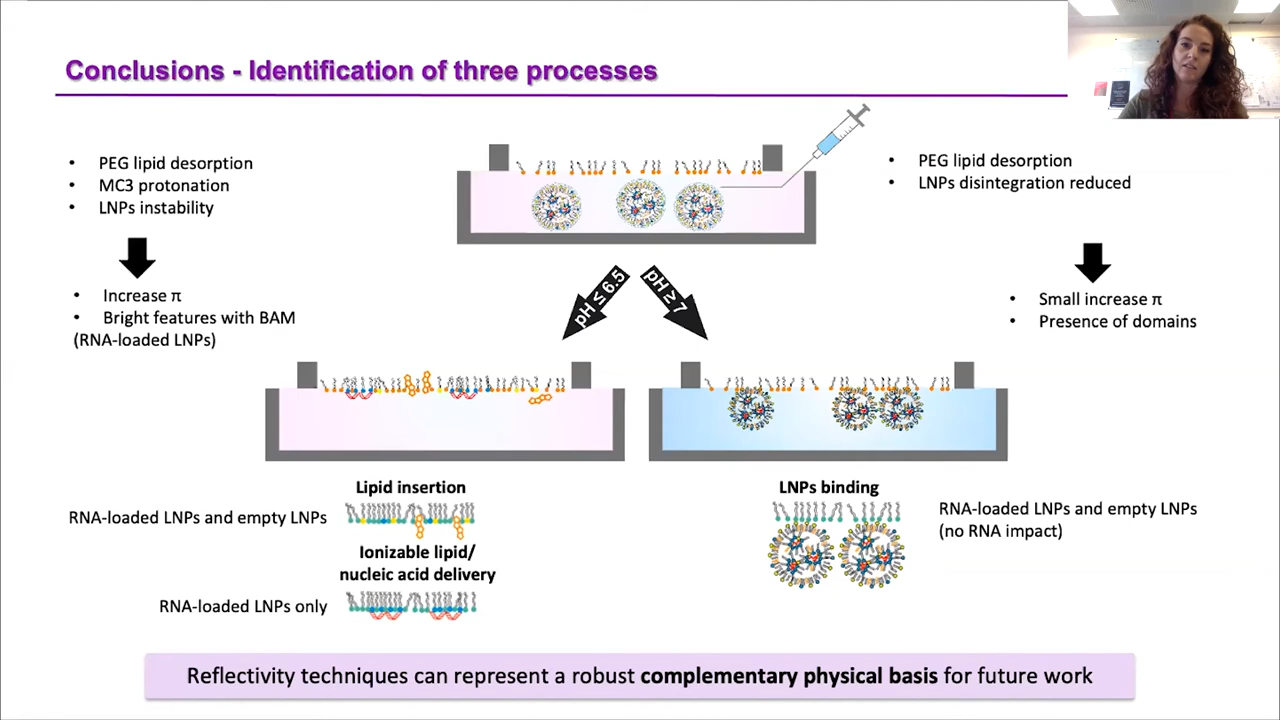 Conclusions - Identification of three processes
• PEG lipid desorption
• MC3 protonation
• LNPs instability
• Increase π
• Bright features with BAM
(RNA-loaded LNPs)
• PEG lipid desorption
• LNPs disintegration reduced
• Small increase π
• Presence of domains
pH ≤ 6.5
pH ≥ 7
Lipid insertion
RNA-loaded LNPs and empty LNPs
Ionizable lipid/
nucleic acid delivery
RNA-loaded LNPs only
LNPs binding
RNA-loaded LNPs and empty LNPs
(no RNA impact)
Reflectivity techniques can represent a robust complementary physical basis for future work